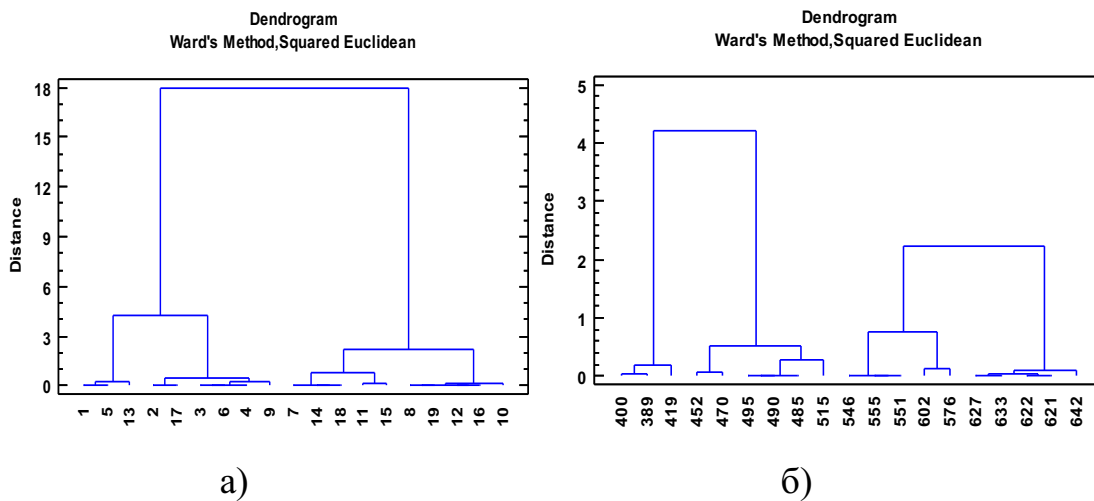 Dendrogram
Ward's Method,Squared Euclidean
Distance
18
15
12
9
6
3
0
1 5 13 2 17 3 6 4 9 7 14 18 11 15 8 19 12 16 10
а)
Dendrogram
Ward's Method,Squared Euclidean
Distance
5
4
3
2
1
0
400 389 419 452 470 495 490 485 515 546 555 551 602 576 627 633 622 621 642
б)